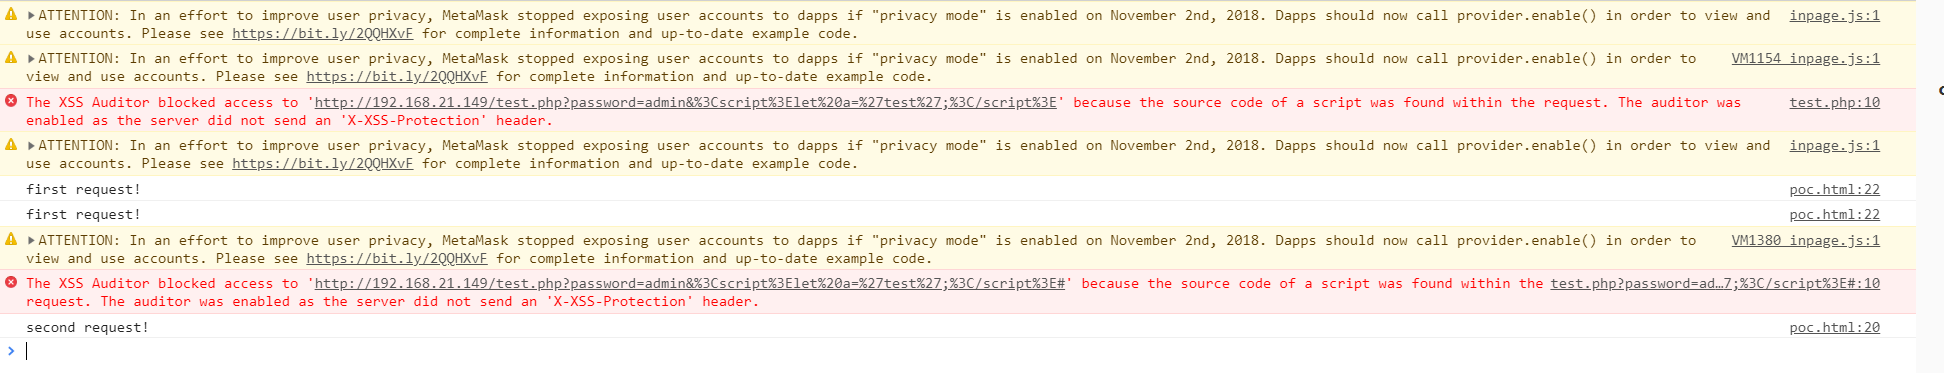 ATTENTION: In an effort to improve user privacy, MetaMask stopped exposing user accounts to dapps if "privacy mode" is enabled on November 2nd, 2018. Dapps should now call provider.enable() in order to view and inpage.js:1
use accounts. Please see https://bit.ly/2QQHXvF for complete information and up-to-date example code.
ATTENTION: In an effort to improve user privacy, MetaMask stopped exposing user accounts to dapps if "privacy mode" is enabled on November 2nd, 2018. Dapps should now call provider.enable() in order to VM1154 inpage.js:1
view and use accounts. Please see https://bit.ly/2QQHXvF for complete information and up-to-date example code.
The XSS Auditor blocked access to 'http://192.168.21.149/test.php?password=admin&%3Cscript%3Elet%20a=%27test%27;%3C/script%3E' because the source code of a script was found within the request. The auditor was test.php:10
enabled as the server did not send an 'X-XSS-Protection' header.
ATTENTION: In an effort to improve user privacy, MetaMask stopped exposing user accounts to dapps if "privacy mode" is enabled on November 2nd, 2018. Dapps should now call provider.enable() in order to view and inpage.js:1
use accounts. Please see https://bit.ly/2QQHXvF for complete information and up-to-date example code.
first request! poc.html:22
first request! poc.html:22
ATTENTION: In an effort to improve user privacy, MetaMask stopped exposing user accounts to dapps if "privacy mode" is enabled on November 2nd, 2018. Dapps should now call provider.enable() in order to VM1380 inpage.js:1
view and use accounts. Please see https://bit.ly/2QQHXvF for complete information and up-to-date example code.
The XSS Auditor blocked access to 'http://192.168.21.149/test.php?password=admin&%3Cscript%3Elet%20a=%27test%27;%3C/script%3E#' because the source code of a script was found within the test.php?password=ad…7;%3C/script%3E#:10
request. The auditor was enabled as the server did not send an 'X-XSS-Protection' header.
second request! poc.html:20